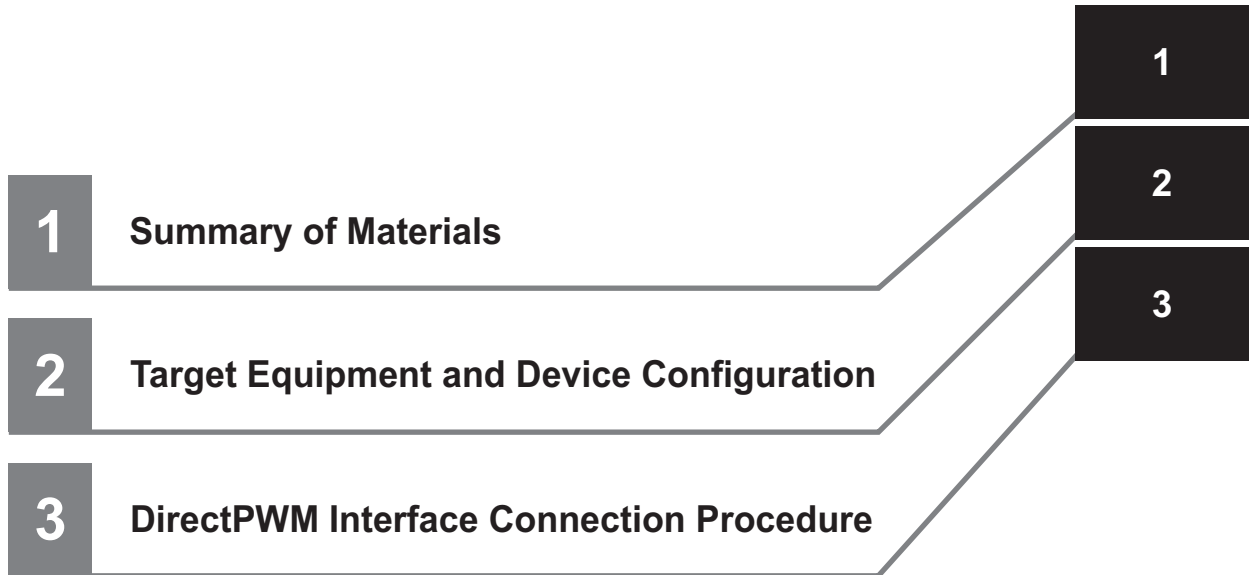 1
2
3
1 Summary of Materials
2 Target Equipment and Device Configuration
3 DirectPWM Interface Connection Procedure